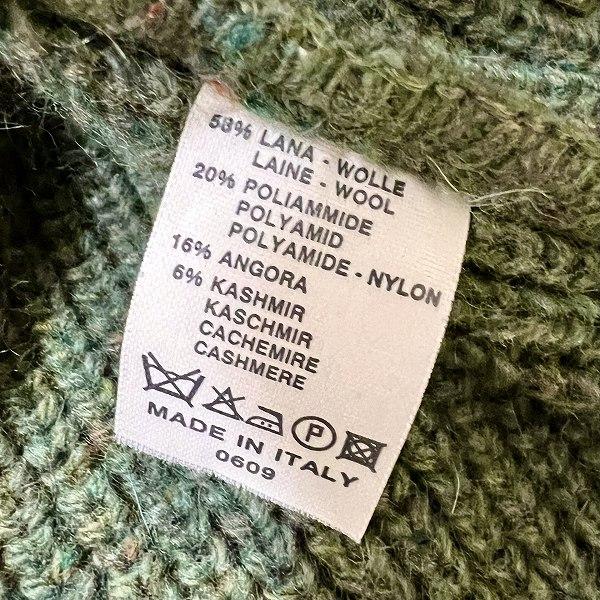 58% LANA - WOLLE
LAINE - WOOL
20% POLIAMMIDE
POLYAMID
POLYAMIDE - NYLON
16% ANGORA
6% KASHMIR
KASCHMIR
CACHEMIRE
CASHMERE
P
MADE IN ITALY
0609